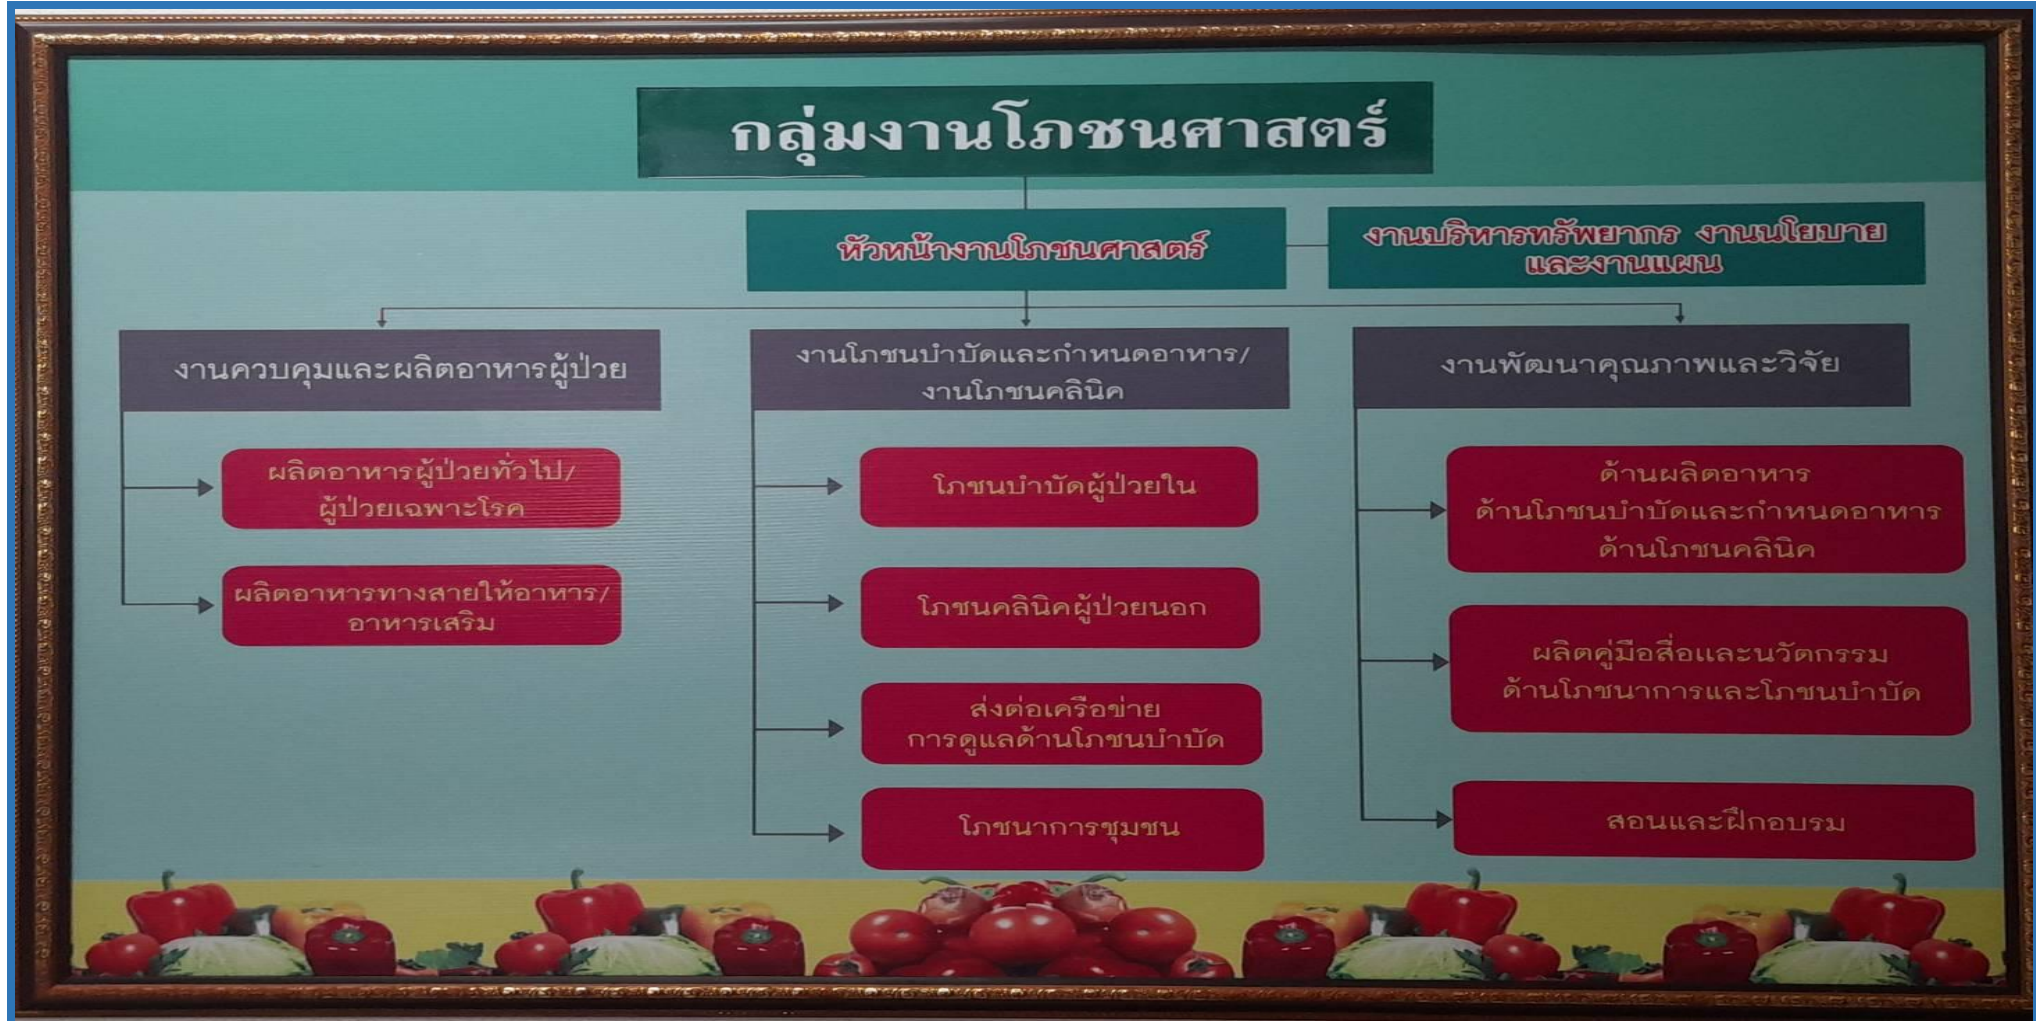 กลุ่มงานโภชนศาสตร์
หัวหน้างานโภชนศาสตร์
งานบริหารทรัพยากร งานนโยบาย
และงานแผน
งานควบคุมและผลิตอาหารผู้ป่วย
ผลิตอาหารผู้ป่วยทั่วไป/
ผู้ป่วยเฉพาะโรค
ผลิตอาหารทางสายให้อาหาร/
อาหารเสริม
งานโภชนบำบัดและกำหนดอาหาร/
งานโภชนคลินิค
โภชนบำบัดผู้ป่วยใน
โภชนคลินิคผู้ป่วยนอก
ส่งต่อเครือข่าย
การดูแลด้านโภชนบำบัด
โภชนาการชุมชน
งานพัฒนาคุณภาพและวิจัย
ด้านผลิตอาหาร
ด้านโภชนบำบัดและกำหนดอาหาร
ด้านโภชนคลินิค
ผลิตคู่มือสื่อและนวัตกรรม
ด้านโภชนาการและโภชนบำบัด
สอนและฝึกอบรม